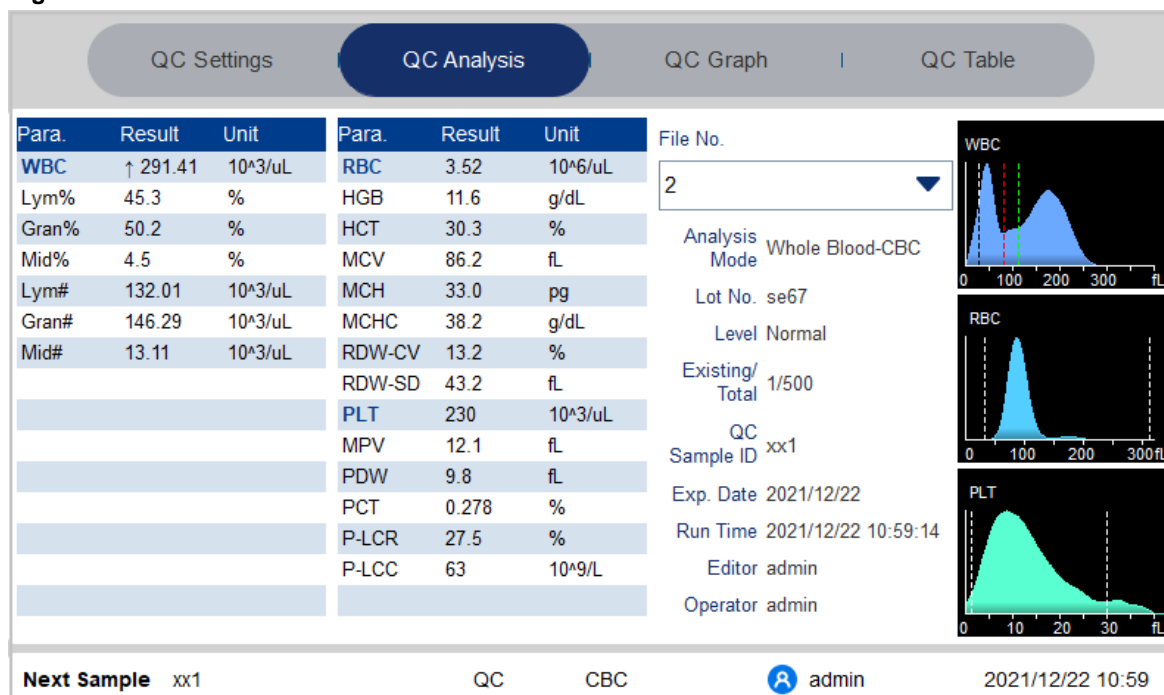 QC Settings QC Analysis QC Graph QC Table
Para. Result Unit
WBC ↑ 291.41 10^3/uL
Lym% 45.3 %
Gran% 50.2 %
Mid% 4.5 %
Lym# 132.01 10^3/uL
Gran# 146.29 10^3/uL
Mid# 13.11 10^3/uL
Para. Result Unit
RBC 3.52 10^6/uL
HGB 11.6 g/dL
HCT 30.3 %
MCV 86.2 fL
MCH 33.0 pg
MCHC 38.2 g/dL
RDW-CV 13.2 %
RDW-SD 43.2 fL
PLT 230 10^3/uL
MPV 12.1 fL
PDW 9.8 fL
PCT 0.278 %
P-LCR 27.5 %
P-LCC 63 10^9/L
File No.
2
Analysis Mode Whole Blood-CBC
Lot No. se67
Level Normal
Existing/ Total 1/500
QC Sample ID xx1
Exp. Date 2021/12/22
Run Time 2021/12/22 10:59:14
Editor admin
Operator admin
WBC
0 100 200 300 fL
RBC
0 100 200 300fL
PLT
0 10 20 30 fL
Next Sample xx1 QC CBC admin 2021/12/22 10:59